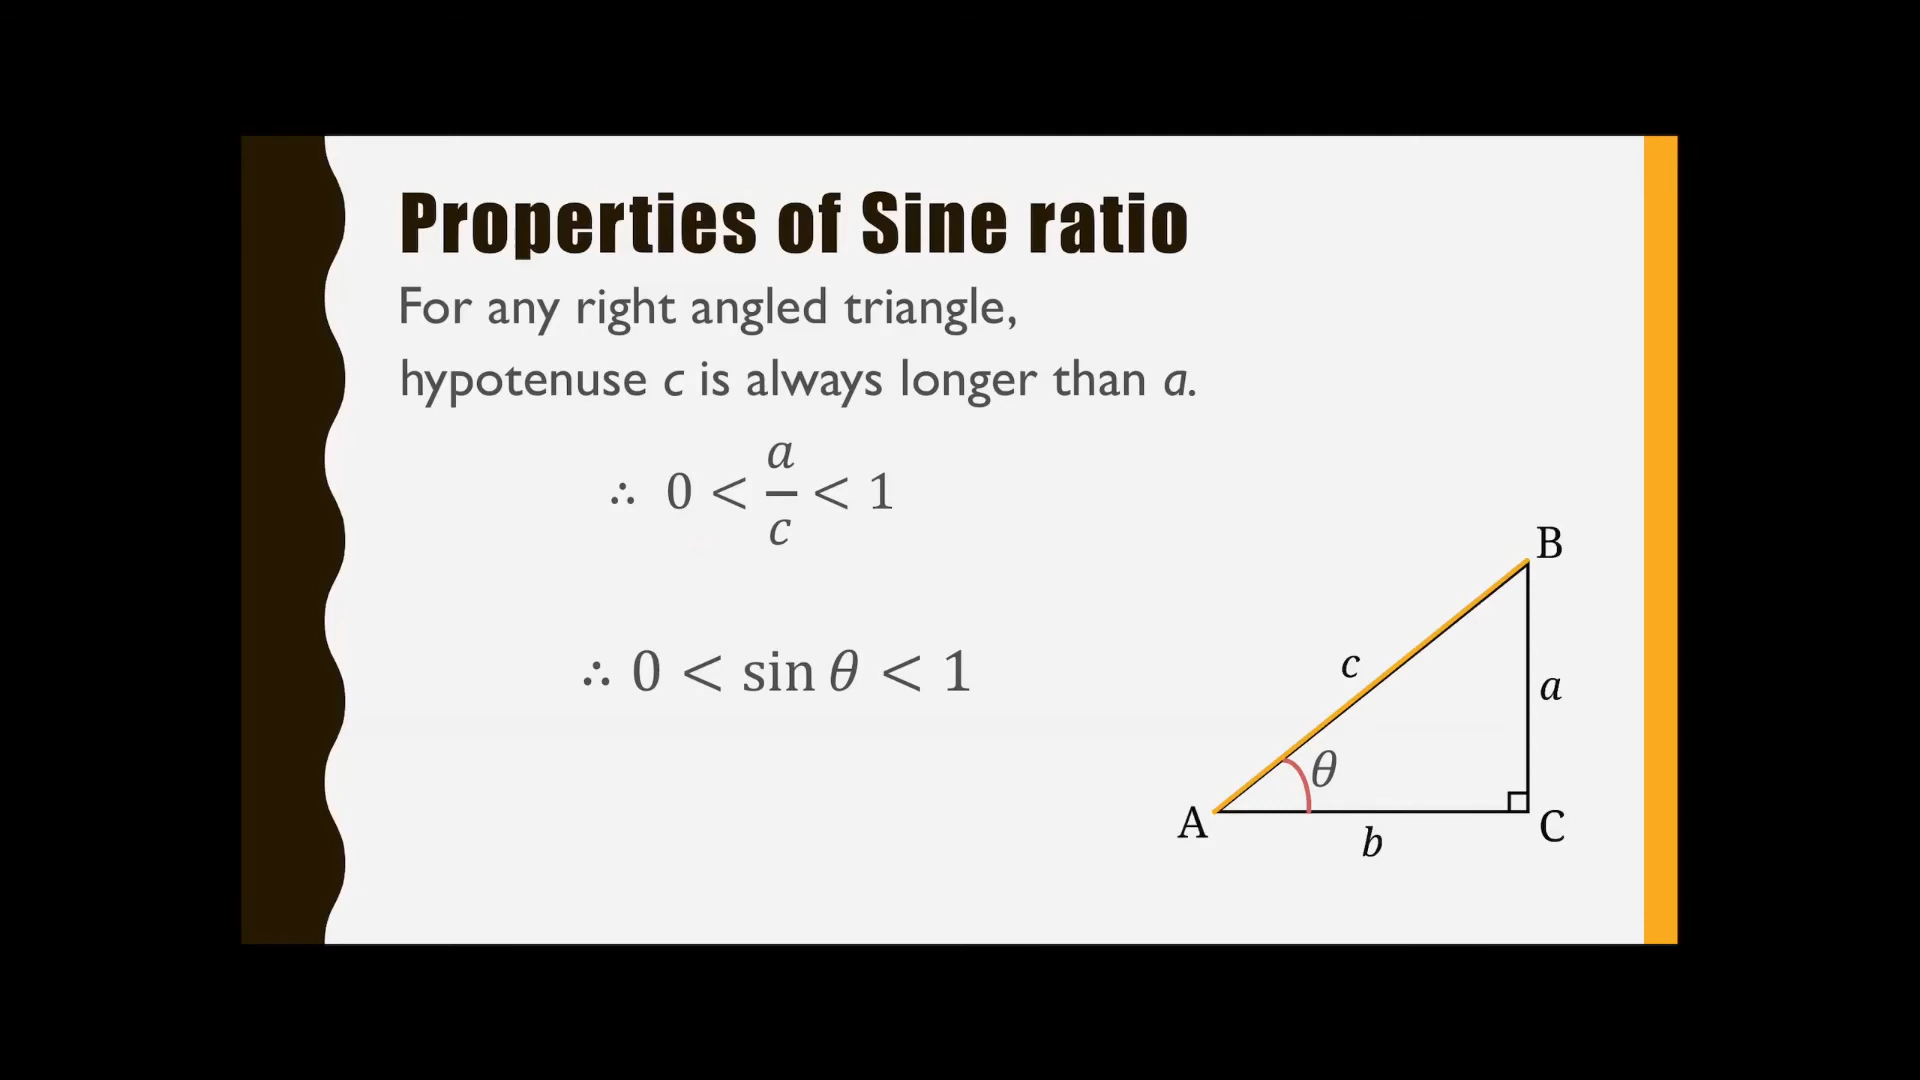 Properties of Sine ratio
For any right angled triangle,
hypotenuse c is always longer than a.
∴ 0 < a/c < 1
∴ 0 < sin θ < 1
B
c
a
θ
A
b
C